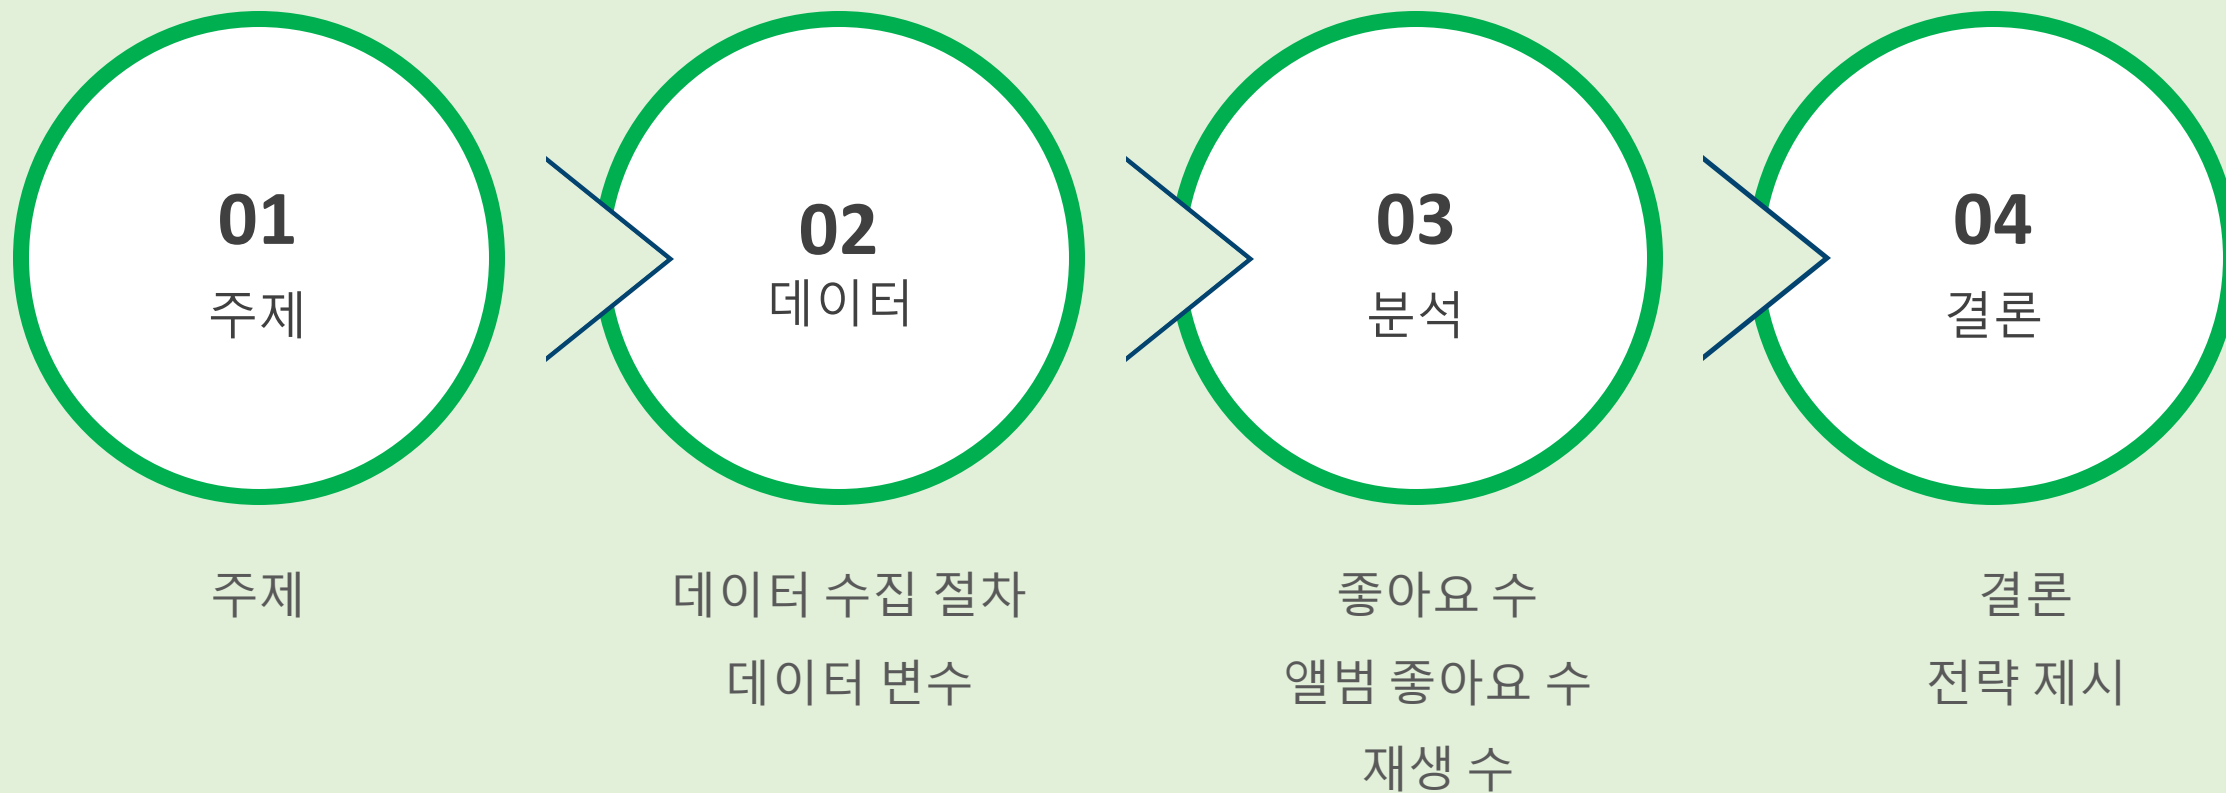 01
주제
02
데이터
03
분석
04
결론
주제
데이터 수집 절차
데이터 변수
좋아요 수
앨범 좋아요 수
재생 수
결론
전략 제시